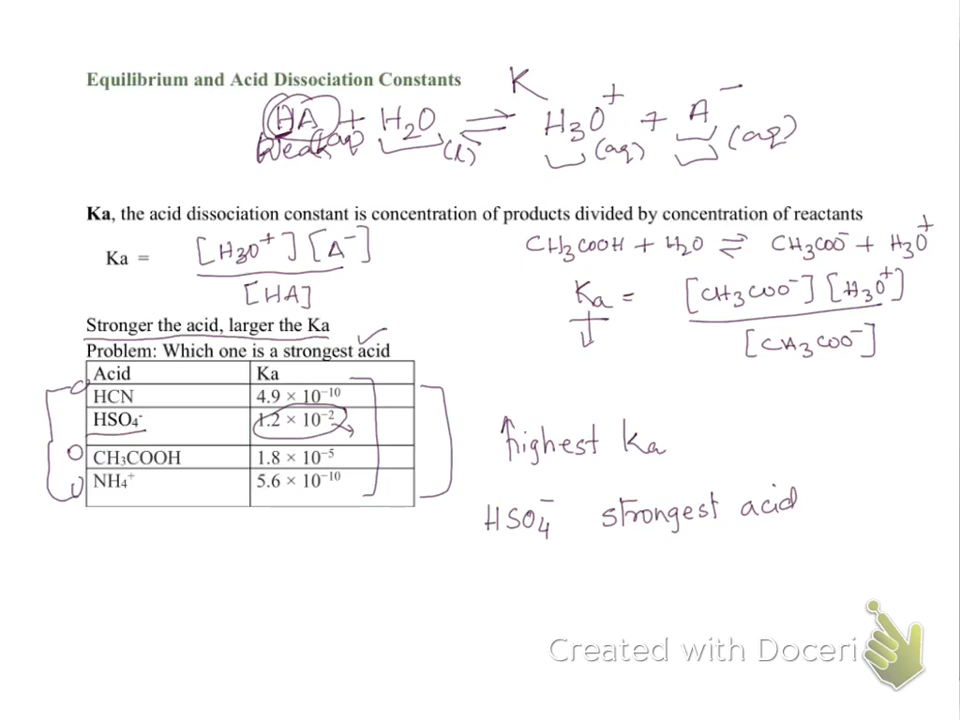 Equilibrium and Acid Dissociation Constants
K
HA + H2O ⇌ H3O+ + A−
Weak (aq) (l) (aq) (aq)
Ka, the acid dissociation constant is concentration of products divided by concentration of reactants
Ka = [H3O+] [A−]
[HA]
CH3COOH + H2O ⇌ CH3COO− + H3O+
Ka = [CH3COO−] [H3O+]
[CH3COO−]
Stronger the acid, larger the Ka
Problem: Which one is a strongest acid
Acid Ka
HCN 4.9 × 10−10
HSO4- 1.2 × 10−2
CH3COOH 1.8 × 10−5
NH4+ 5.6 × 10−10
highest ka
HSO4− strongest acid
Created with Doceri